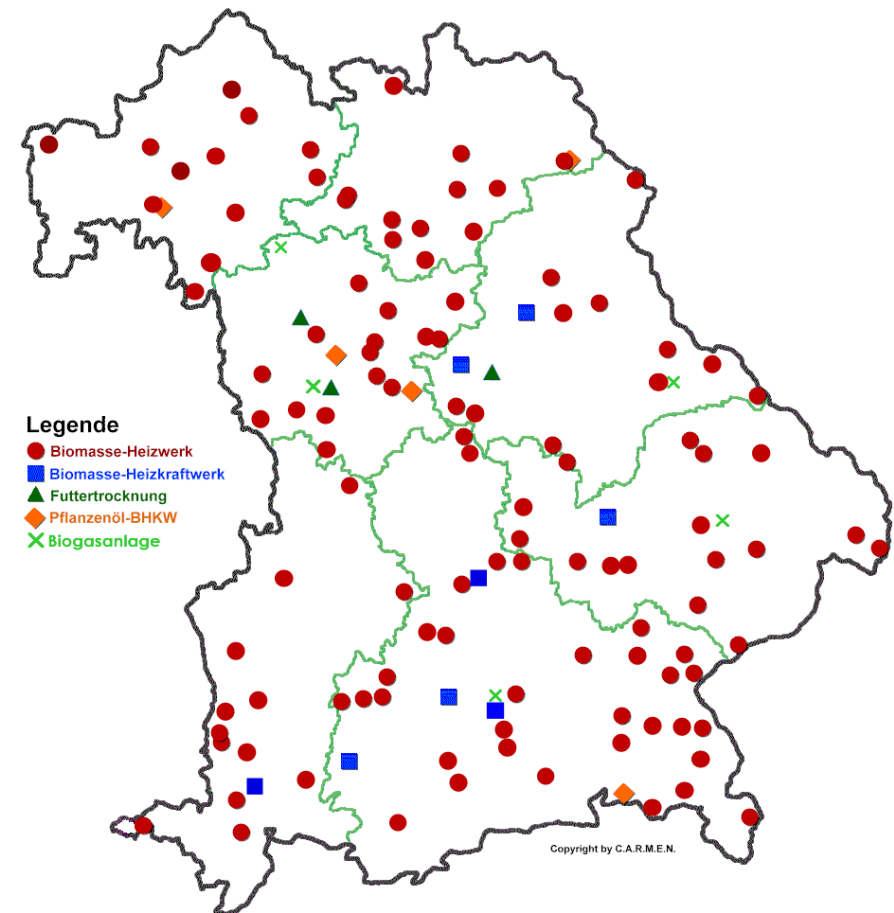 Legende
Biomasse-Heizwerk
Biomasse-Heizkraftwerk
Futtertrocknung
Pflanzenöl-BHKW
Biogasanlage
Copyright by C.A.R.M.E.N.